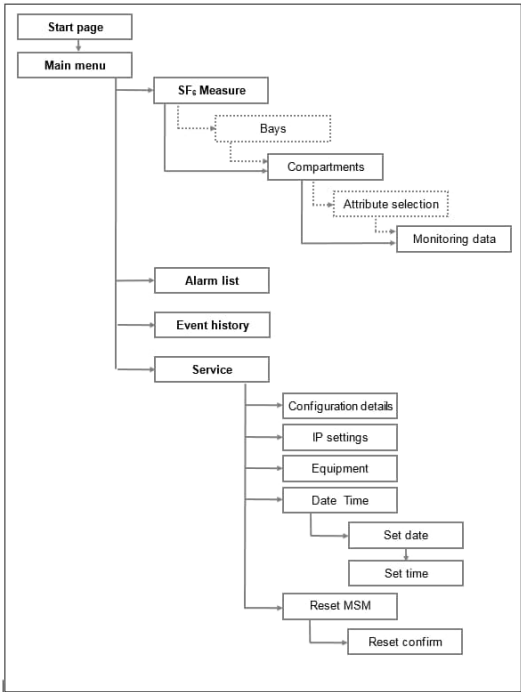 Start page
Main menu
SF₆ Measure
Bays
Compartments
Attribute selection
Monitoring data
Alarm list
Event history
Service
Configuration details
IP settings
Equipment
Date Time
Set date
Set time
Reset MSM
Reset confirm